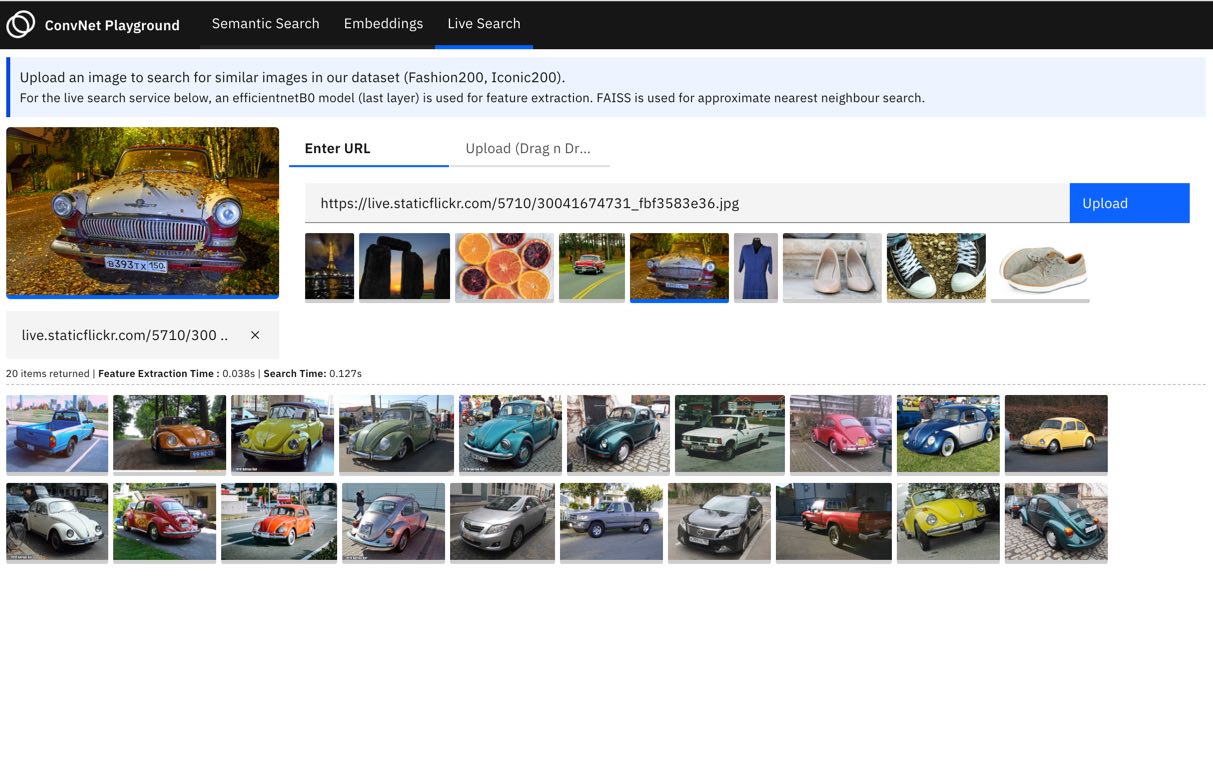 ConvNet Playground
Semantic Search
Embeddings
Live Search
Upload an image to search for similar images in our dataset (Fashion200, Iconic200).
For the live search service below, an efficientnetB0 model (last layer) is used for feature extraction. FAISS is used for approximate nearest neighbour search.
в393тх 150
Enter URL
Upload (Drag n Dr...
https://live.staticflickr.com/5710/30041674731_fbf3583e36.jpg
Upload
live.staticflickr.com/5710/300 ..
20 items returned | Feature Extraction Time : 0.038s | Search Time: 0.127s